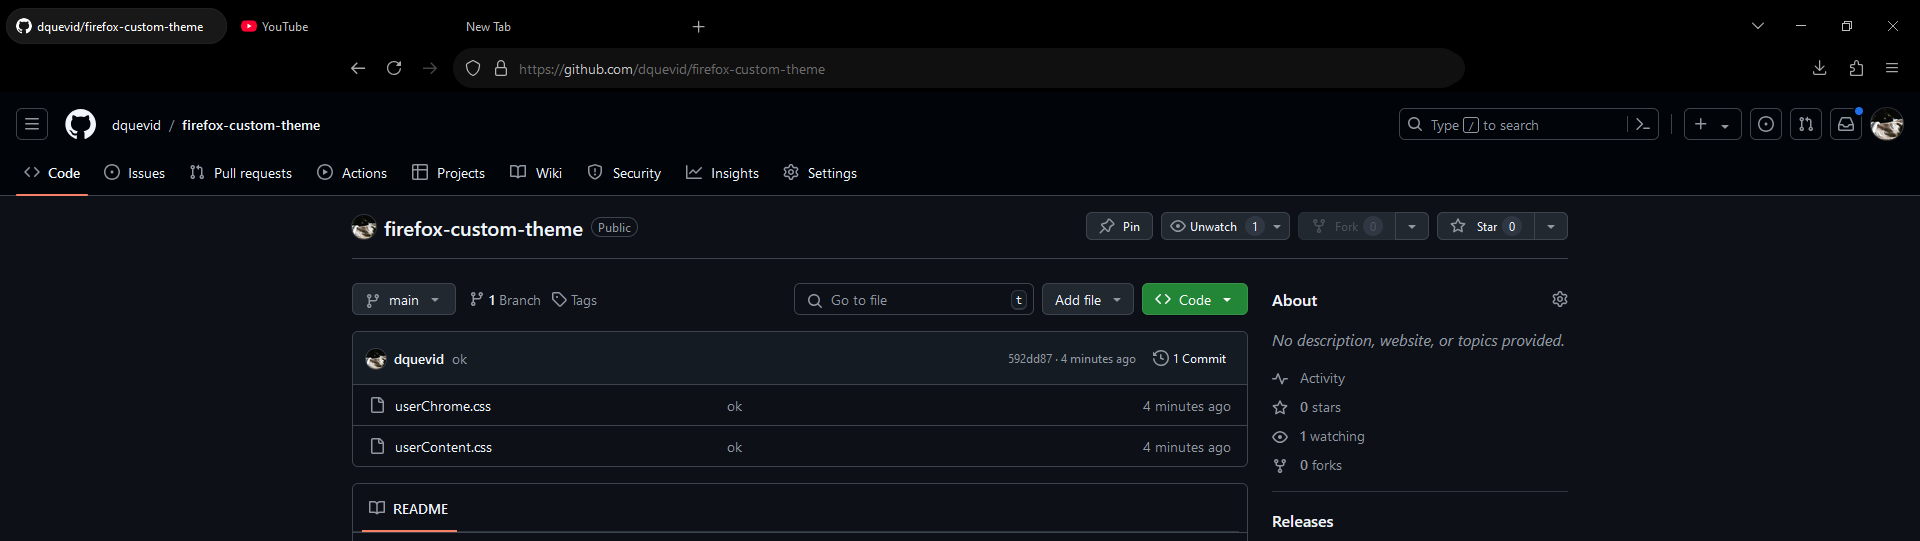 dquevid/firefox-custom-theme YouTube New Tab
https://github.com/dquevid/firefox-custom-theme
dquevid / firefox-custom-theme Type / to search
Code Issues Pull requests Actions Projects Wiki Security Insights Settings
firefox-custom-theme Public Pin Unwatch 1 Fork 0 Star 0
main 1 Branch Tags Go to file t Add file Code About
No description, website, or topics provided.
dquevid ok 592dd87 · 4 minutes ago 1 Commit
Activity
userChrome.css ok 4 minutes ago 0 stars
1 watching
userContent.css ok 4 minutes ago
0 forks
README
Releases